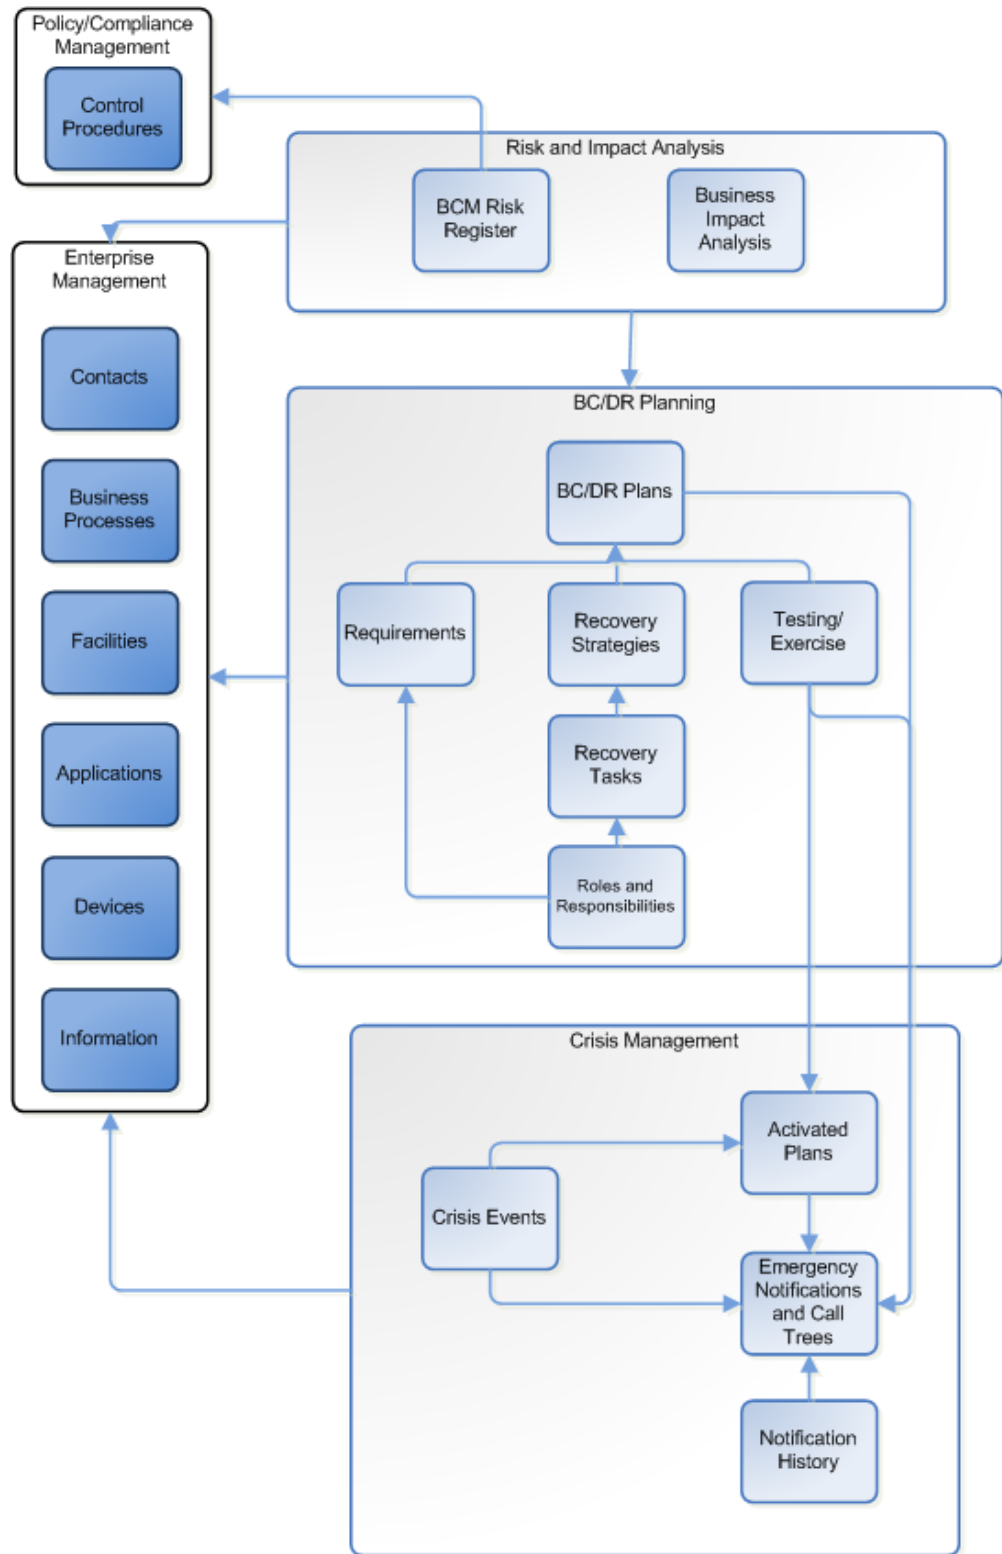 Policy/Compliance
Management
Control
Procedures
Risk and Impact Analysis
BCM Risk
Register
Business
Impact
Analysis
Enterprise
Management
Contacts
Business
Processes
Facilities
Applications
Devices
Information
BC/DR Planning
BC/DR Plans
Requirements
Recovery
Strategies
Testing/
Exercise
Recovery
Tasks
Roles and
Responsibilities
Crisis Management
Activated
Plans
Crisis Events
Emergency
Notifications
and Call
Trees
Notification
History